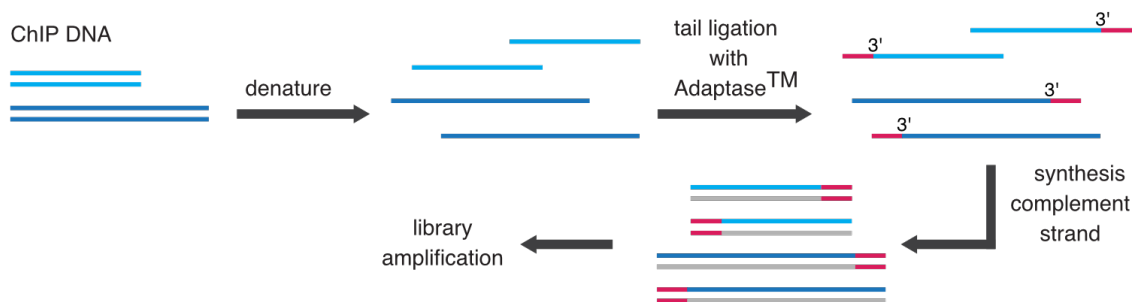 ChIP DNA
denature
tail ligation
with
Adaptase™
3'
3'
3'
3'
synthesis
complement
strand
library
amplification